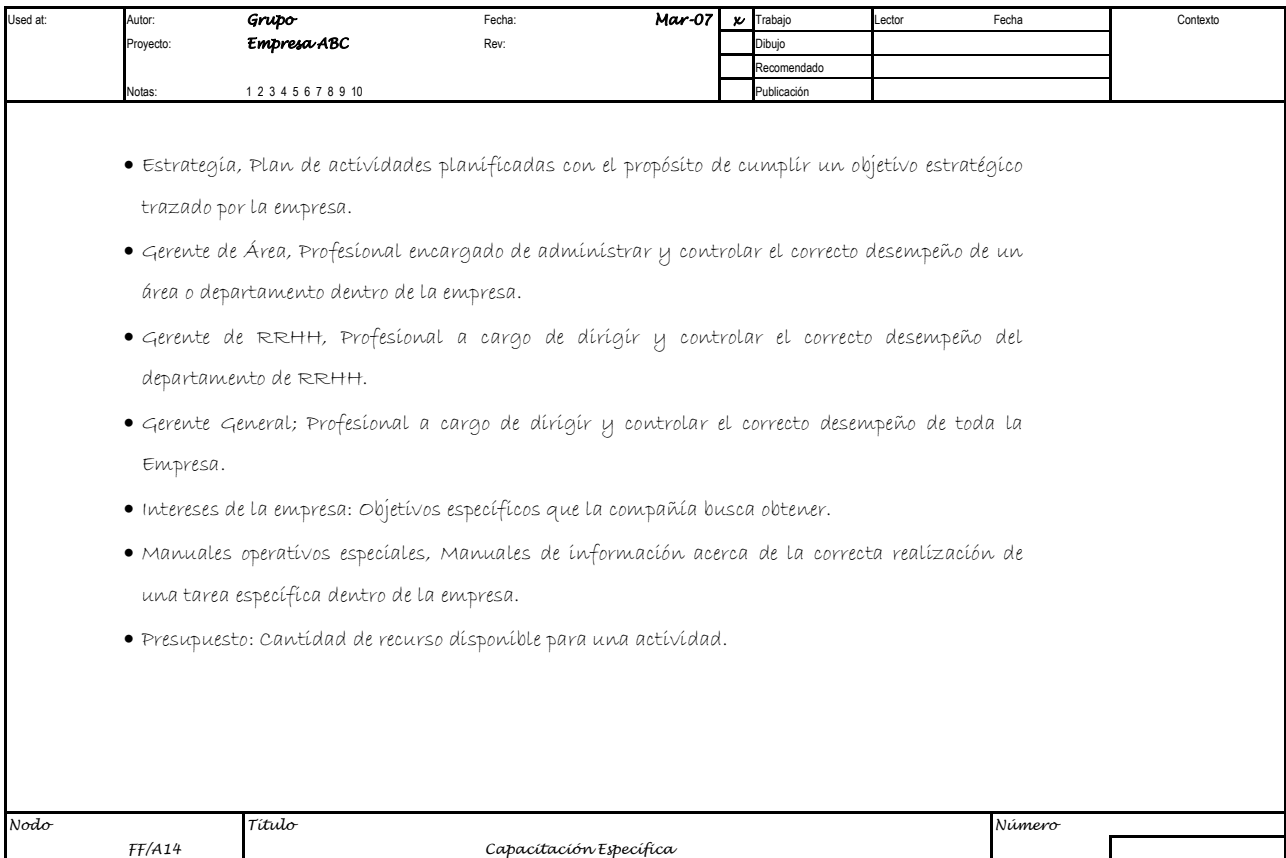 Used at: Autor: Grupo Fecha: Mar-07 x Trabajo Lector Fecha Contexto
Proyecto: Empresa ABC Rev: Dibujo
Recomendado
Notas: 1 2 3 4 5 6 7 8 9 10 Publicación
• Estrategia, Plan de actividades planificadas con el propósito de cumplir un objetivo estratégico
trazado por la empresa.
• Gerente de Área, Profesional encargado de administrar y controlar el correcto desempeño de un
área o departamento dentro de la empresa.
• Gerente de RRHH, Profesional a cargo de dirigir y controlar el correcto desempeño del
departamento de RRHH.
• Gerente General; Profesional a cargo de dirigir y controlar el correcto desempeño de toda la
Empresa.
• Intereses de la empresa: Objetivos específicos que la compañía busca obtener.
• Manuales operativos especiales, Manuales de información acerca de la correcta realización de
una tarea específica dentro de la empresa.
• Presupuesto: Cantidad de recurso disponible para una actividad.
Nodo Título Número
FF/A14 Capacitación Especifica